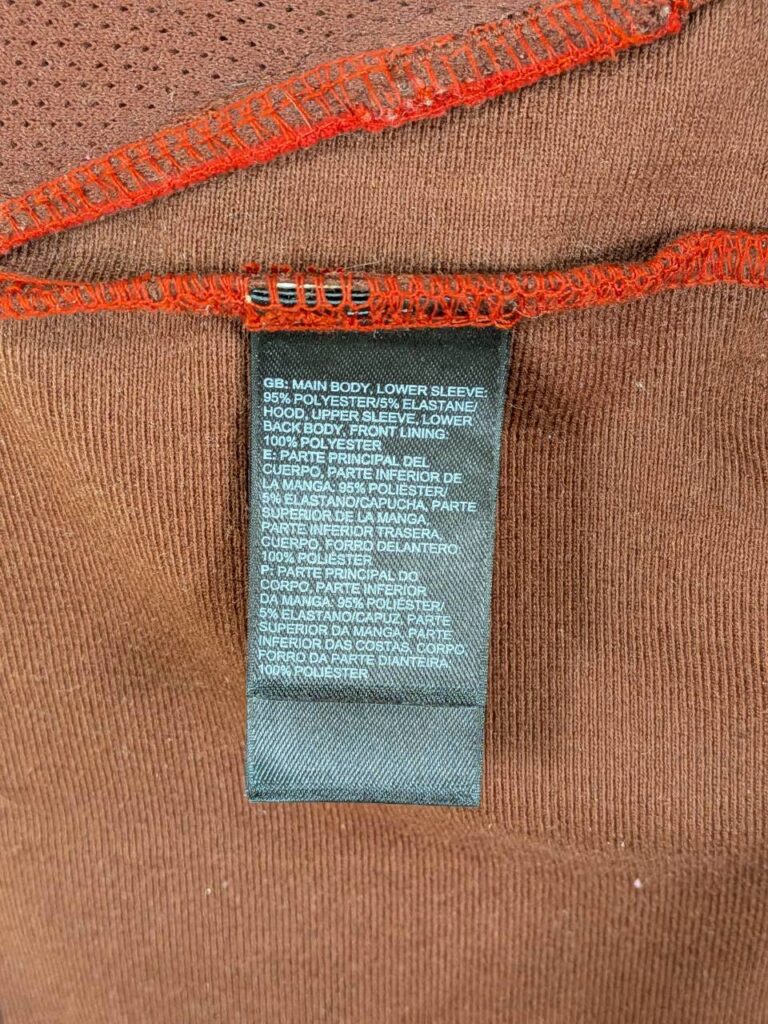 GB: MAIN BODY, LOWER SLEEVE:
95% POLYESTER/5% ELASTANE/
HOOD, UPPER SLEEVE, LOWER
BACK BODY, FRONT LINING:
100% POLYESTER
E: PARTE PRINCIPAL DEL
CUERPO, PARTE INFERIOR DE
LA MANGA: 95% POLIÉSTER/
5% ELASTANO/CAPUCHA, PARTE
SUPERIOR DE LA MANGA,
PARTE INFERIOR TRASERA,
CUERPO, FORRO DELANTERO:
100% POLIÉSTER
P: PARTE PRINCIPAL DO
CORPO, PARTE INFERIOR
DA MANGA: 95% POLIÉSTER/
5% ELASTANO/CAPUZ, PARTE
SUPERIOR DA MANGA, PARTE
INFERIOR DAS COSTAS, CORPO,
FORRO DA PARTE DIANTEIRA:
100% POLIÉSTER